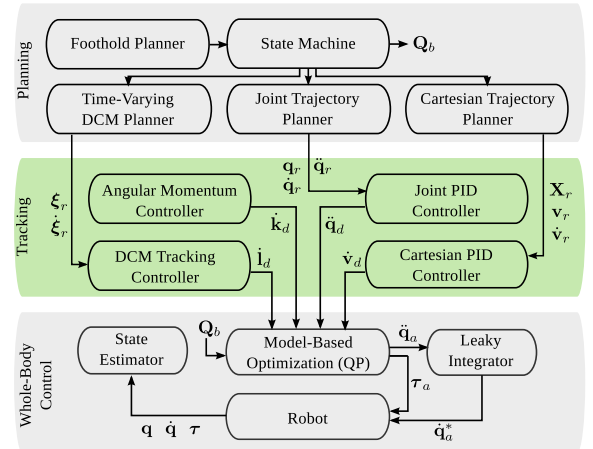 Planning
Foothold Planner
State Machine
Q_b
Time-Varying
DCM Planner
Joint Trajectory
Planner
Cartesian Trajectory
Planner
Tracking
q_r q̈_r
q̇_r
ξ_r
ξ̇_r
X_r
v_r
v̇_r
Angular Momentum
Controller
Joint PID
Controller
k̇_d
q̈_d
DCM Tracking
Controller
l̇_d
v̇_d
Cartesian PID
Controller
Whole-Body
Control
State
Estimator
Q_b
Model-Based
Optimization (QP)
q̈_a
Leaky
Integrator
τ_a
Robot
q q̇ τ
q̇_a^*